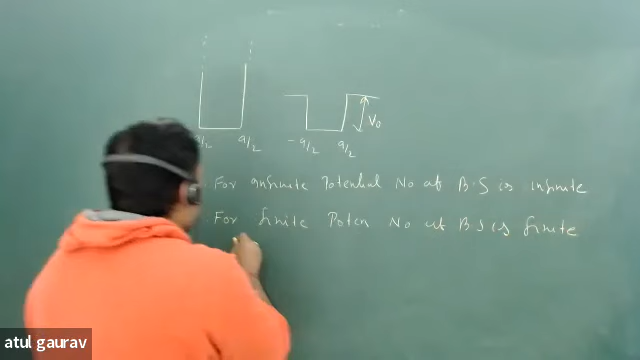 a/2 a/2 -a/2 a/2 V₀
For infinite Potential No of B.S is infinite
For finite Poten No of B S is finite
atul gaurav